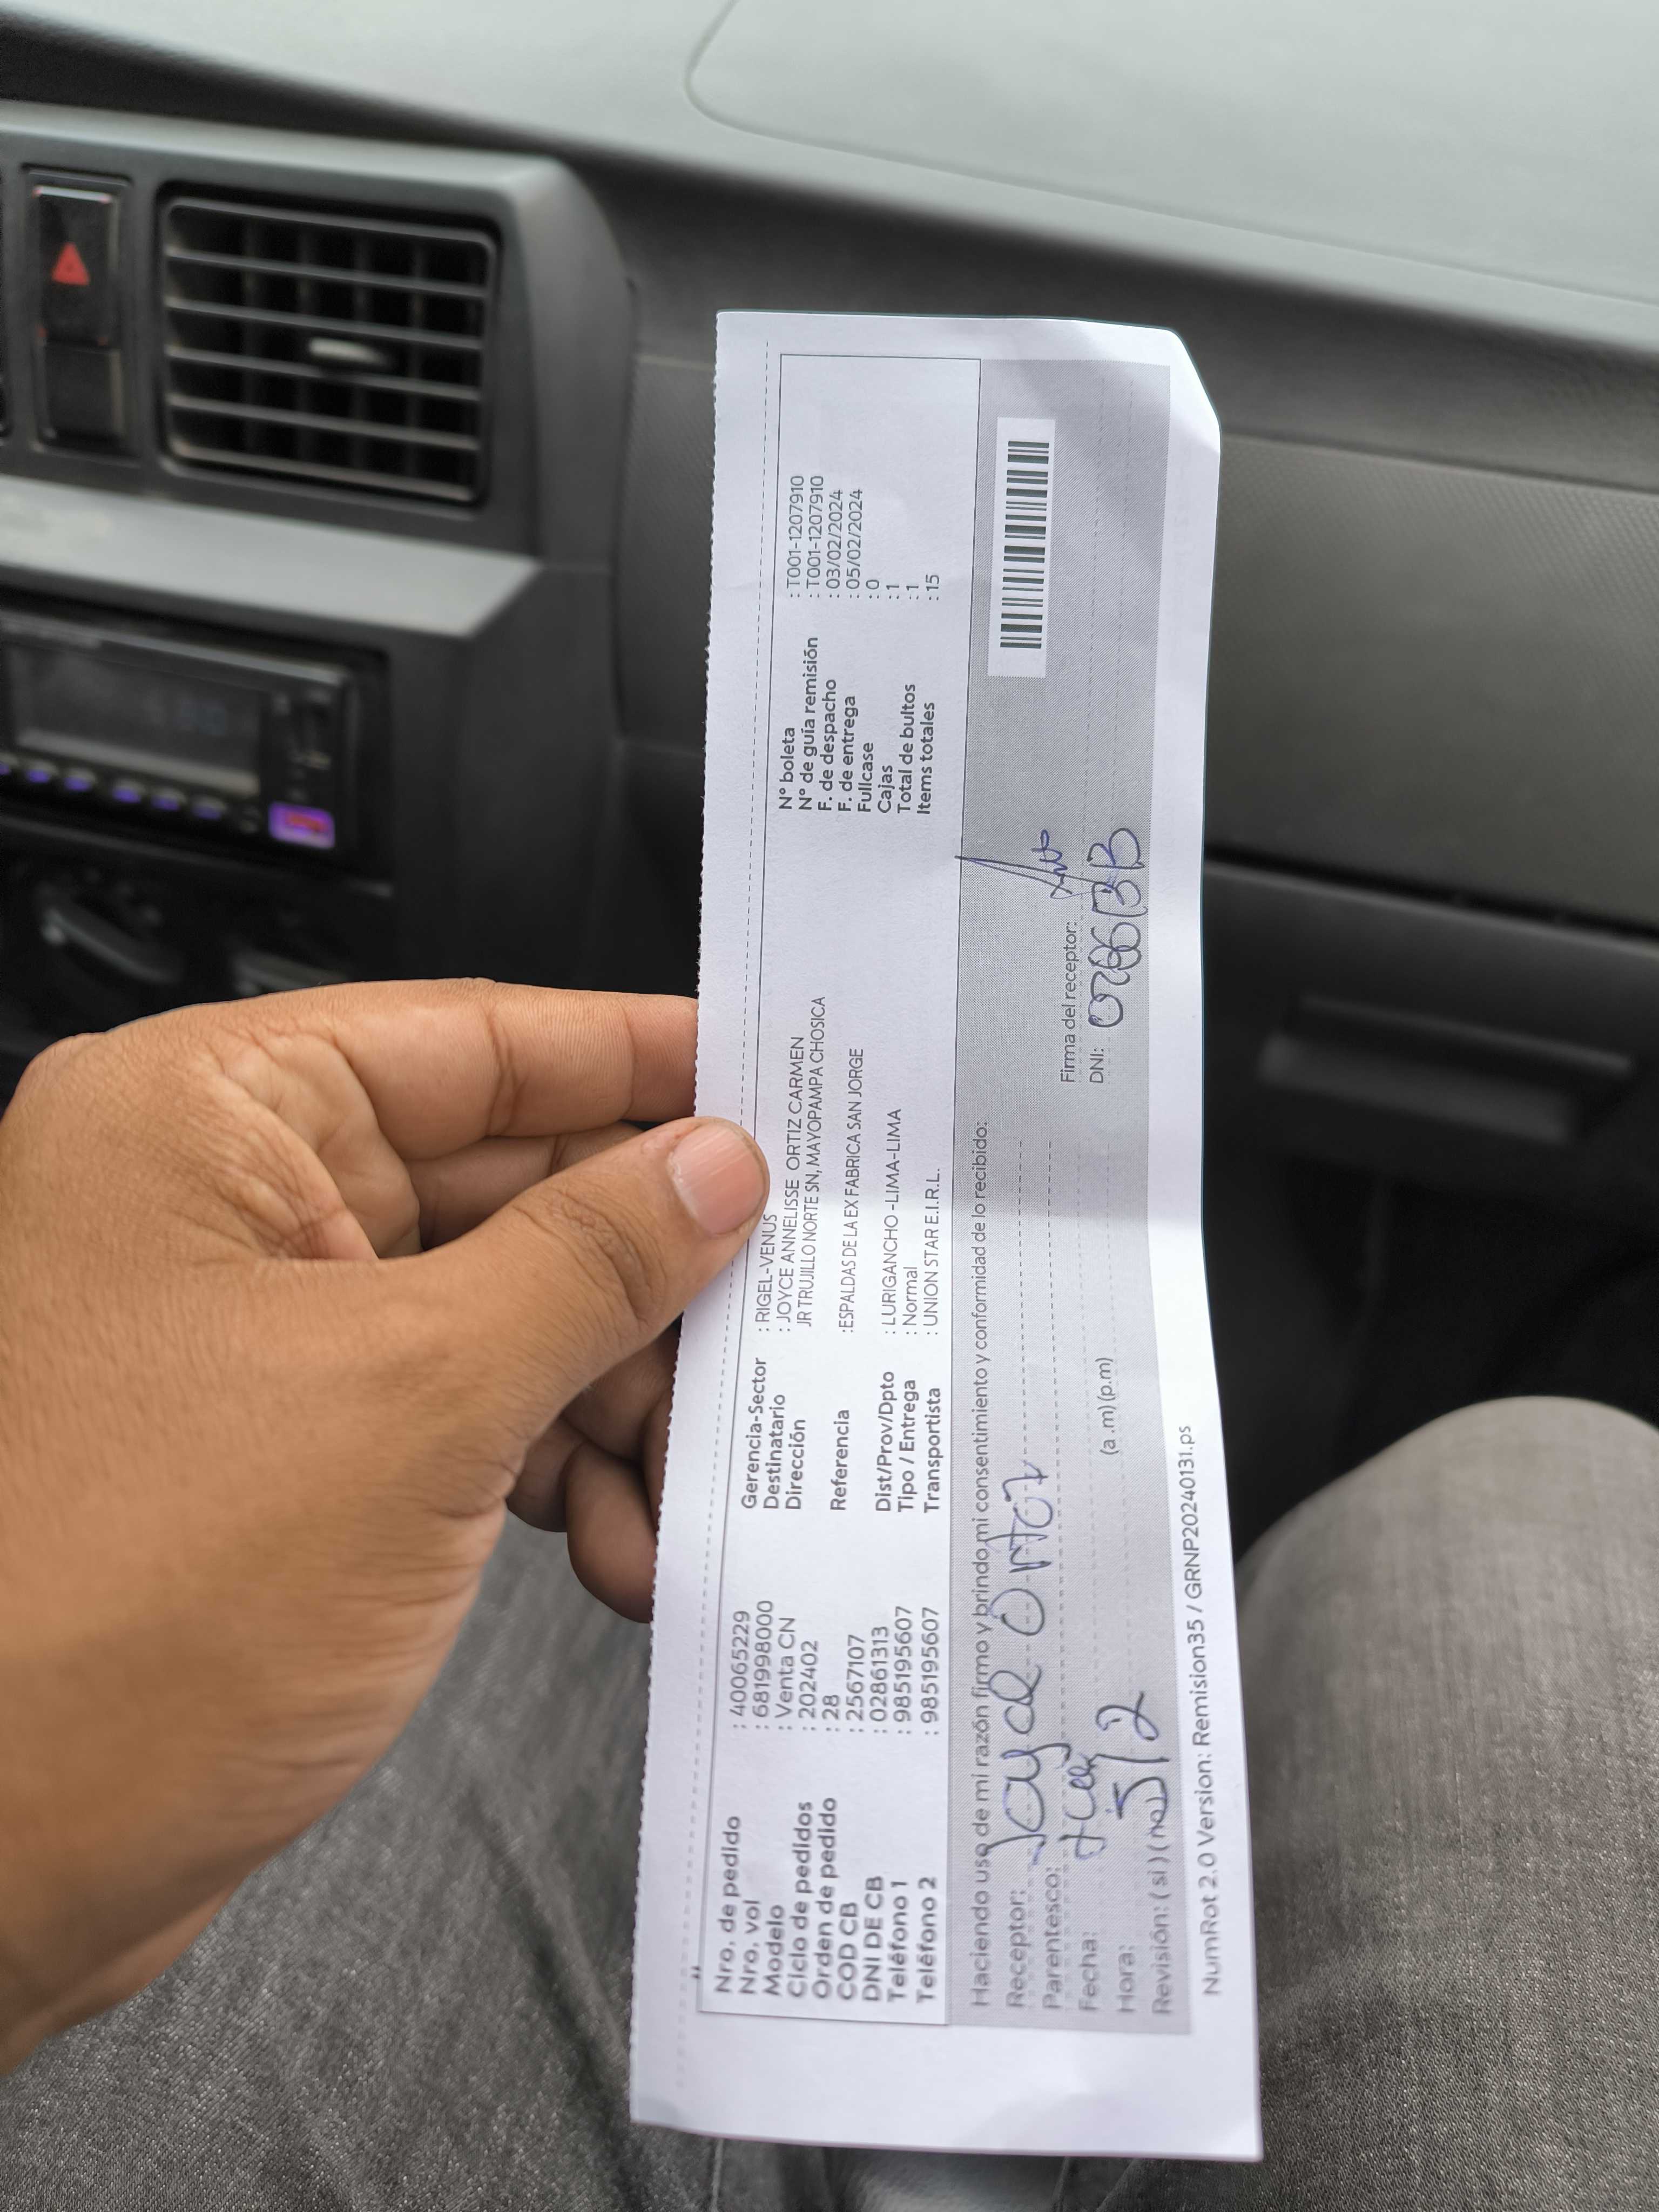 Nro. de pedido : 40065229
Nro. vol : 681998000
Modelo : Venta CN
Ciclo de pedidos : 202402
Orden de pedido : 28
COD CB : 2567107
DNI DE CB : 02861313
Teléfono 1 : 985195607
Teléfono 2 : 985195607
Gerencia-Sector : RIGEL-VENUS
Destinatario : JOYCE ANNELISSE ORTIZ CARMEN
Dirección JR TRUJILLO NORTE SN, MAYOPAMPA CHOSICA
Referencia :ESPALDAS DE LA EX FABRICA SAN JORGE
Dist/Prov/Dpto : LURIGANCHO -LIMA-LIMA
Tipo / Entrega : Normal
Transportista : UNION STAR E.I.R.L.
N° boleta : T001-1207910
N° de guía remisión : T001-1207910
F. de despacho : 03/02/2024
F. de entrega : 05/02/2024
Fullcase : 0
Cajas : 1
Total de bultos : 1
Items totales : 15
Haciendo uso de mi razón firmo y brindo mi consentimiento y conformidad de lo recibido:
Receptor: Ortiz
Parentesco:
Fecha: 5/2
Hora: (a .m) (p.m)
Revisión: ( si ) ( no )
Firma del receptor:
DNI:
NumRot 2.0 Version: Remision35 / GRNP20240131.ps